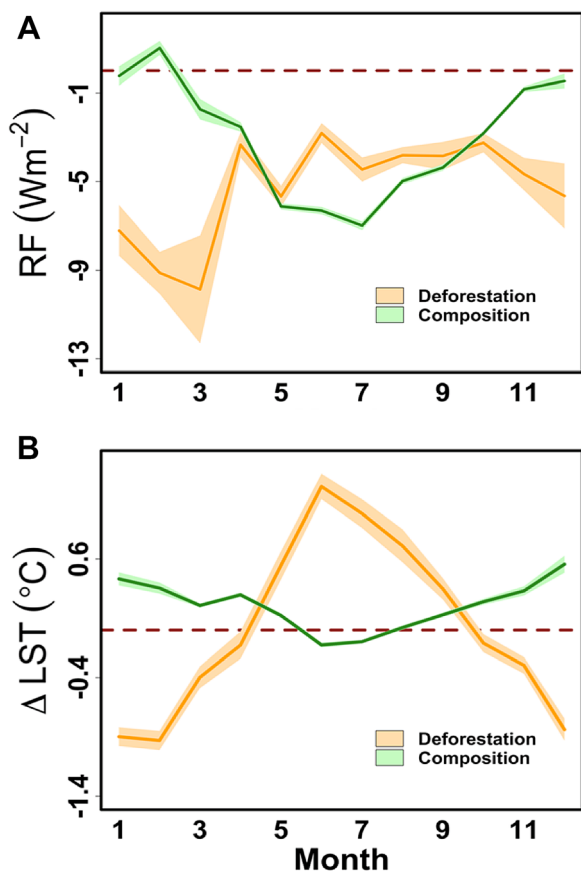 A
RF (Wm⁻²)
-1
-5
-9
-13
Deforestation
Composition
1 3 5 7 9 11
B
Δ LST (°C)
0.6
-0.4
-1.4
Deforestation
Composition
1 3 5 7 9 11
Month